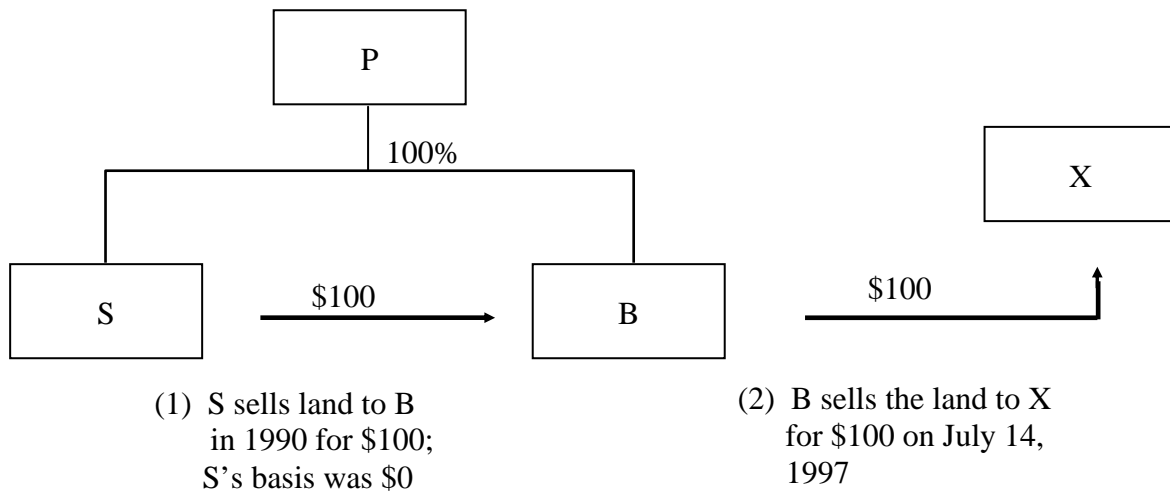 P
100%
X
S
$100
B
$100
(1) S sells land to B
in 1990 for $100;
S’s basis was $0
(2) B sells the land to X
for $100 on July 14,
1997